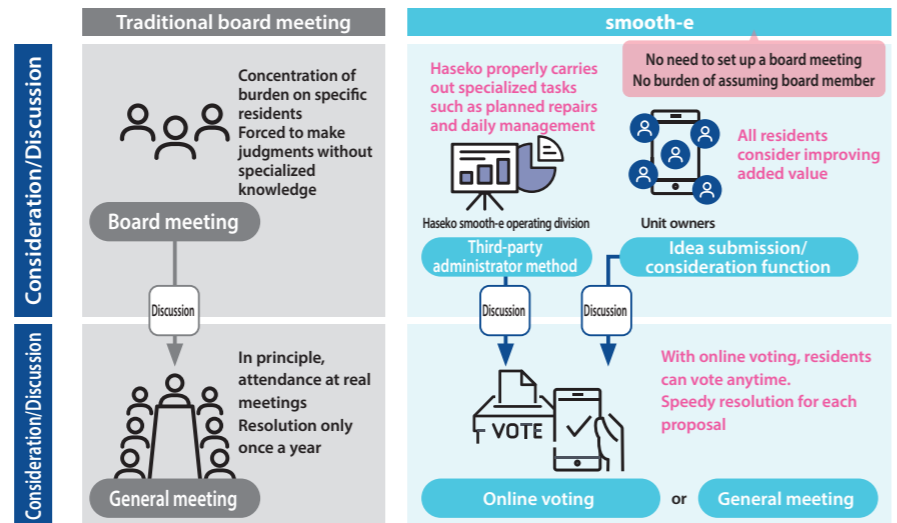 Traditional board meeting
smooth-e
Consideration/Discussion
Concentration of
burden on specific
residents
Forced to make
judgments without
specialized
knowledge
Board meeting
Discussion
Haseko properly carries
out specialized tasks
such as planned repairs
and daily management
No need to set up a board meeting
No burden of assuming board member
All residents
consider improving
added value
Haseko smooth-e operating division
Unit owners
Third-party
administrator method
Idea submission/
consideration function
Discussion
Discussion
Consideration/Discussion
In principle,
attendance at real
meetings
Resolution only
once a year
General meeting
VOTE
With online voting, residents
can vote anytime.
Speedy resolution for each
proposal
Online voting
or
General meeting